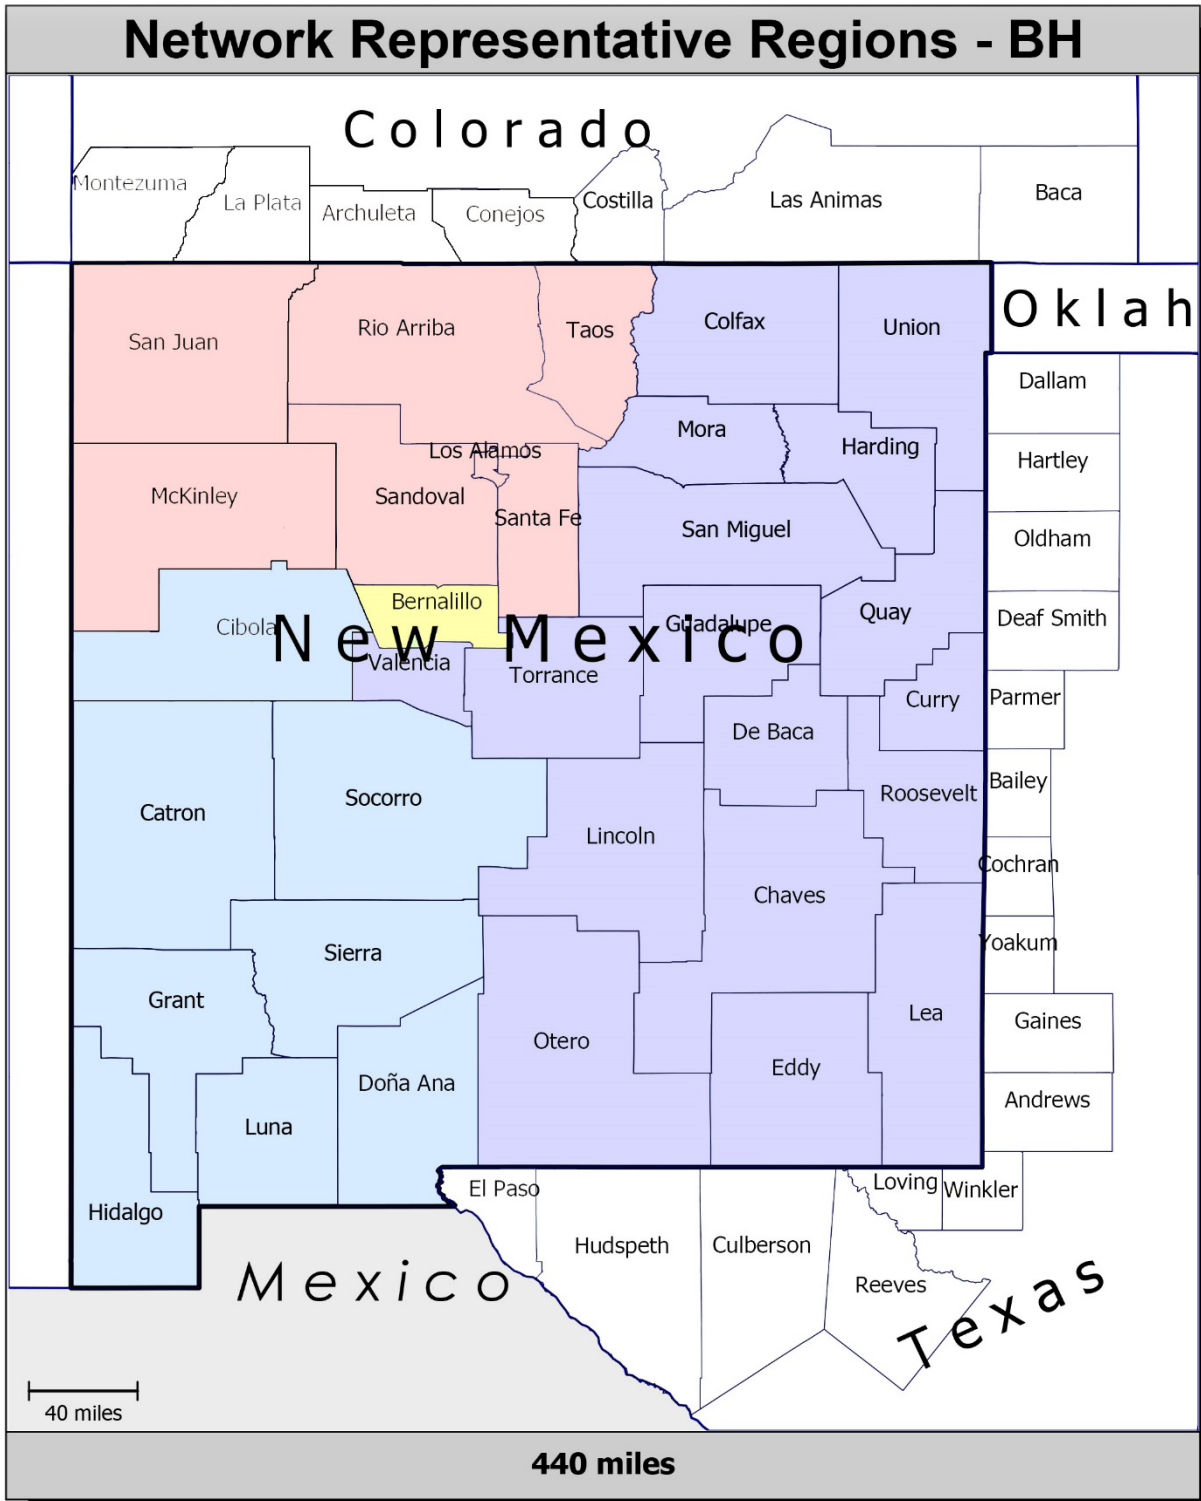 Network Representative Regions - BH
Colorado
Montezuma
La Plata
Archuleta
Conejos
Costilla
Las Animas
Baca
San Juan
Rio Arriba
Taos
Colfax
Union
Oklah
Dallam
Mora
Harding
Los Alamos
Hartley
McKinley
Sandoval
Santa Fe
San Miguel
Oldham
Bernalillo
Cibola
New Mexico
Guadalupe
Quay
Deaf Smith
Valencia
Torrance
Curry
Parmer
De Baca
Catron
Socorro
Roosevelt
Bailey
Lincoln
Cochran
Chaves
Sierra
Yoakum
Grant
Otero
Lea
Gaines
Doña Ana
Eddy
Andrews
Luna
Hidalgo
El Paso
Loving
Winkler
Hudspeth
Culberson
Mexico
Reeves
Texas
40 miles
440 miles